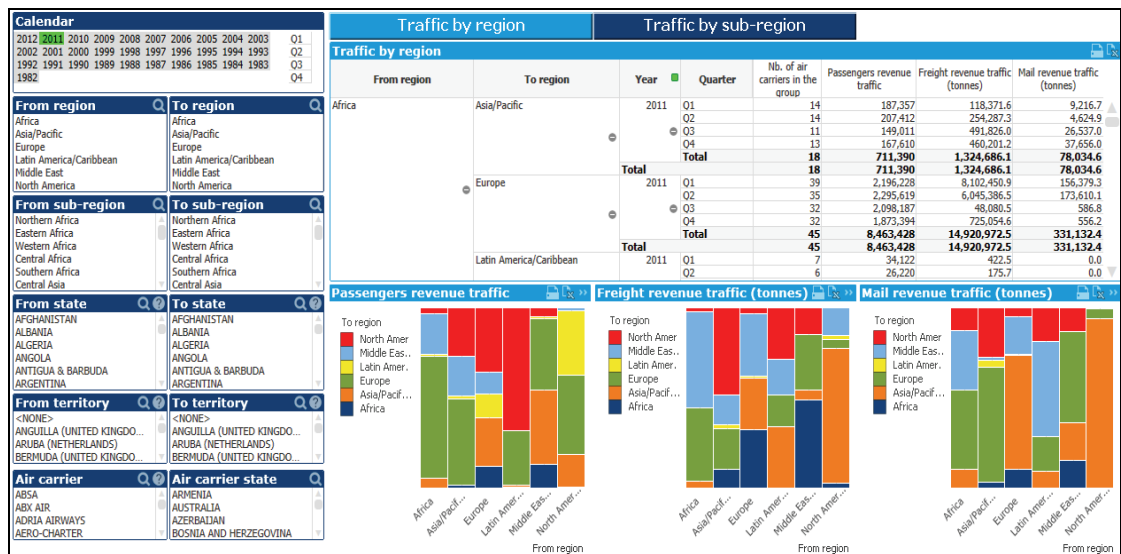 Calendar
2012 2011 2010 2009 2008 2007 2006 2005 2004 2003 Q1
2002 2001 2000 1999 1998 1997 1996 1995 1994 1993 Q2
1992 1991 1990 1989 1988 1987 1986 1985 1984 1983 Q3
1982 Q4
From region
Africa
Asia/Pacific
Europe
Latin America/Caribbean
Middle East
North America
To region
Africa
Asia/Pacific
Europe
Latin America/Caribbean
Middle East
North America
From sub-region
Northern Africa
Eastern Africa
Western Africa
Central Africa
Southern Africa
Central Asia
To sub-region
Northern Africa
Eastern Africa
Western Africa
Central Africa
Southern Africa
Central Asia
From state
AFGHANISTAN
ALBANIA
ALGERIA
ANGOLA
ANTIGUA & BARBUDA
ARGENTINA
To state
AFGHANISTAN
ALBANIA
ALGERIA
ANGOLA
ANTIGUA & BARBUDA
ARGENTINA
From territory
<NONE>
ANGUILLA (UNITED KINGDO...
ARUBA (NETHERLANDS)
BERMUDA (UNITED KINGDO...
To territory
<NONE>
ANGUILLA (UNITED KINGDO...
ARUBA (NETHERLANDS)
BERMUDA (UNITED KINGDO...
Air carrier
ABSA
ABX AIR
ADRIA AIRWAYS
AERO-CHARTER
Air carrier state
ARMENIA
AUSTRALIA
AZERBAIJAN
BOSNIA AND HERZEGOVINA
Traffic by region
Traffic by sub-region
Traffic by region
From region To region Year Quarter Nb. of air carriers in the group Passengers revenue traffic Freight revenue traffic (tonnes) Mail revenue traffic (tonnes)
Africa Asia/Pacific 2011 Q1 14 187,357 118,371.6 9,216.7
Q2 14 207,412 254,287.3 4,624.9
Q3 11 149,011 491,826.0 26,537.0
Q4 13 167,610 460,201.2 37,656.0
Total 18 711,390 1,324,686.1 78,034.6
Total 18 711,390 1,324,686.1 78,034.6
Europe 2011 Q1 39 2,196,228 8,102,450.9 156,379.3
Q2 35 2,295,619 6,045,386.5 173,610.1
Q3 32 2,098,187 48,080.5 586.8
Q4 32 1,873,394 725,054.6 556.2
Total 45 8,463,428 14,920,972.5 331,132.4
Total 45 8,463,428 14,920,972.5 331,132.4
Latin America/Caribbean 2011 Q1 7 34,122 422.5 0.0
Q2 6 26,220 175.7 0.0
Passengers revenue traffic
To region
North Amer
Middle Eas..
Latin Amer.
Europe
Asia/Pacif...
Africa
Africa
Asia/Pacif...
Europe
Latin Amer...
Middle Eas...
North Amer...
From region
Freight revenue traffic (tonnes)
To region
North Amer
Middle Eas..
Latin Amer.
Europe
Asia/Pacif...
Africa
Africa
Asia/Pacif...
Europe
Latin Amer...
Middle Eas...
North Amer...
From region
Mail revenue traffic (tonnes)
To region
North Amer
Middle Eas..
Latin Amer.
Europe
Asia/Pacif...
Africa
Africa
Asia/Pacif...
Europe
Latin Amer...
Middle Eas...
North Amer...
From region